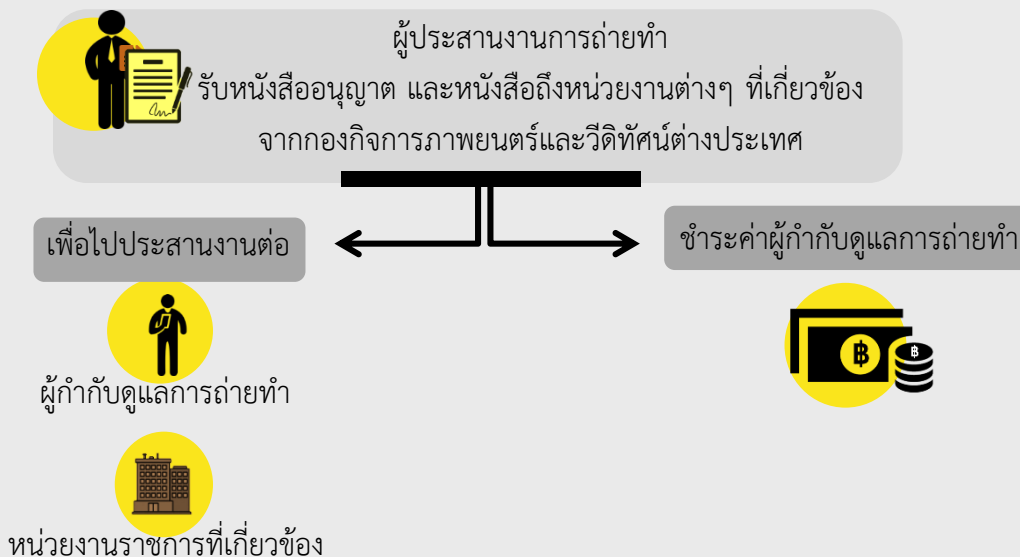 ผู้ประสานงานการถ่ายทำ
รับหนังสืออนุญาต และหนังสือถึงหน่วยงานต่างๆ ที่เกี่ยวข้อง
จากกองกิจการภาพยนตร์และวีดิทัศน์ต่างประเทศ
เพื่อไปประสานงานต่อ
ชำระค่าผู้กำกับดูแลการถ่ายทำ
฿ ฿
ผู้กำกับดูแลการถ่ายทำ
หน่วยงานราชการที่เกี่ยวข้อง